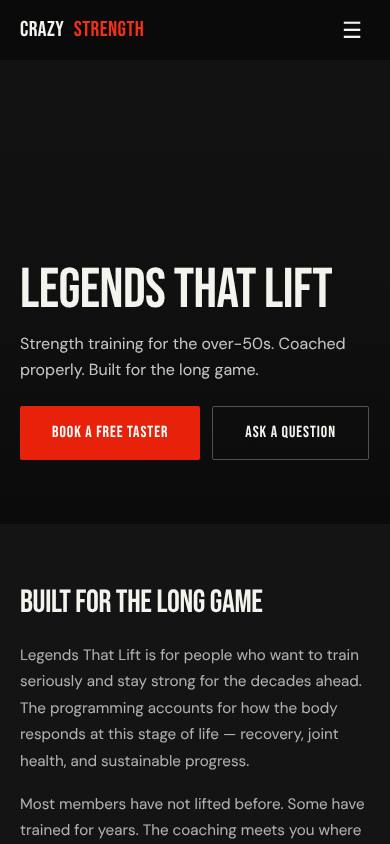 CRAZY STRENGTH
LEGENDS THAT LIFT
Strength training for the over-50s. Coached
properly. Built for the long game.
BOOK A FREE TASTER
ASK A QUESTION
BUILT FOR THE LONG GAME
Legends That Lift is for people who want to train
seriously and stay strong for the decades ahead.
The programming accounts for how the body
responds at this stage of life — recovery, joint
health, and sustainable progress.
Most members have not lifted before. Some have
trained for years. The coaching meets you where